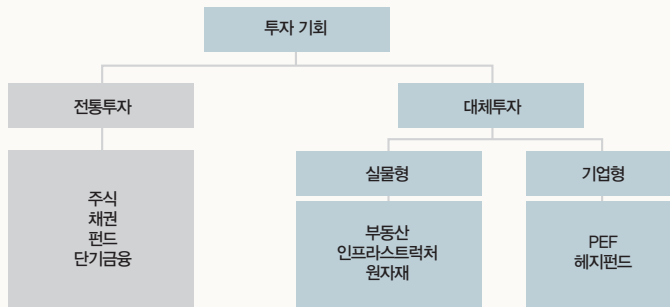 투자 기회
전통투자
대체투자
주식
채권
펀드
단기금융
실물형
기업형
부동산
인프라스트럭처
원자재
PEF
헤지펀드